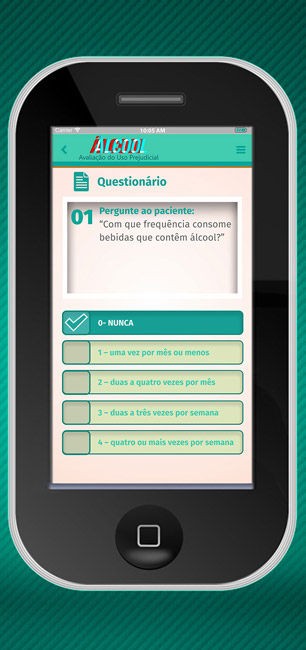 Carrier 10:05 AM
ÁLCOOL
Avaliação do Uso Prejudicial
Questionário
01 Pergunte ao paciente:
“Com que frequência consome
bebidas que contêm álcool?”
0- NUNCA
1 – uma vez por mês ou menos
2 – duas a quatro vezes por mês
3 – duas a três vezes por semana
4 – quatro ou mais vezes por semana